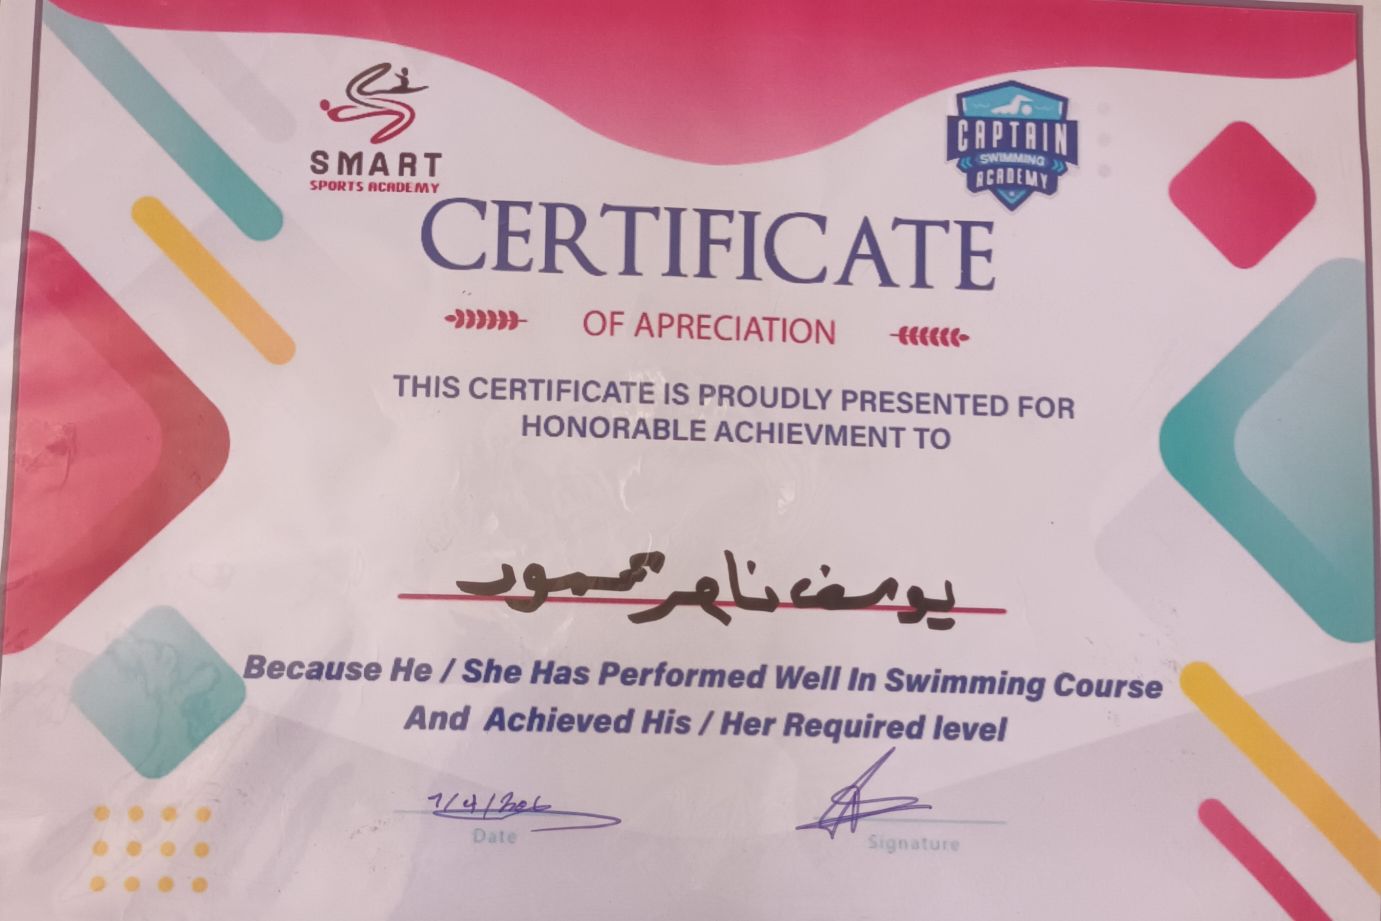 SMART
SPORTS ACADEMY
CAPTAIN
SWIMMING
ACADEMY
CERTIFICATE
OF APRECIATION
THIS CERTIFICATE IS PROUDLY PRESENTED FOR
HONORABLE ACHIEVMENT TO
يوسف ناصر محمود
Because He / She Has Performed Well In Swimming Course
And Achieved His / Her Required level
Date
Signature